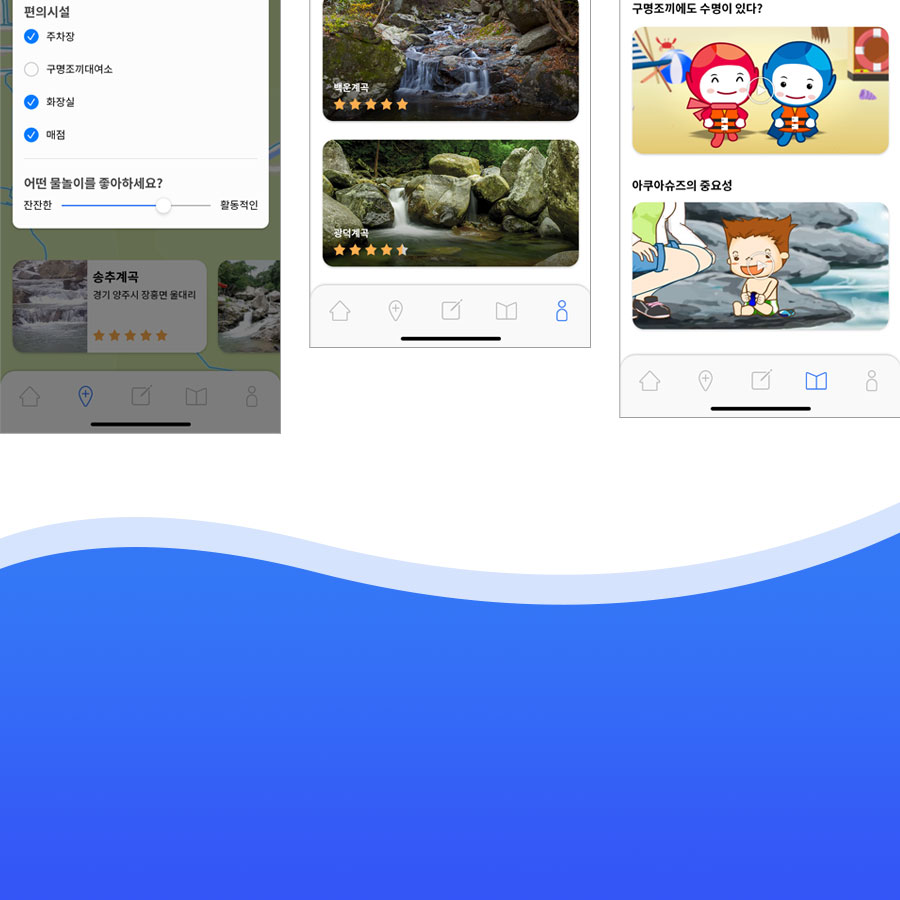 편의시설
주차장
구명조끼대여소
화장실
매점
어떤 물놀이를 좋아하세요?
잔잔한
활동적인
송추계곡
경기 양주시 장흥면 울대리
백운계곡
광덕계곡
구명조끼에도 수명이 있다?
아쿠아슈즈의 중요성